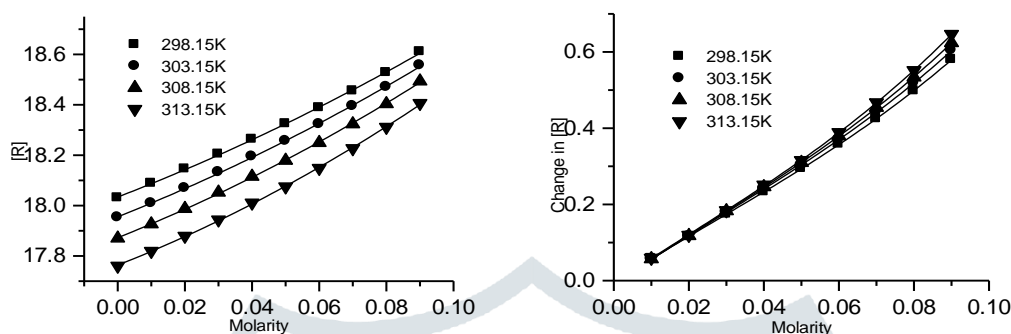 18.6
18.4
18.2
18.0
17.8
[R]
298.15K
303.15K
308.15K
313.15K
0.00 0.02 0.04 0.06 0.08 0.10
Molarity
0.6
0.4
0.2
0.0
Change in [R]
298.15K
303.15K
308.15K
313.15K
0.00 0.02 0.04 0.06 0.08 0.10
Molarity